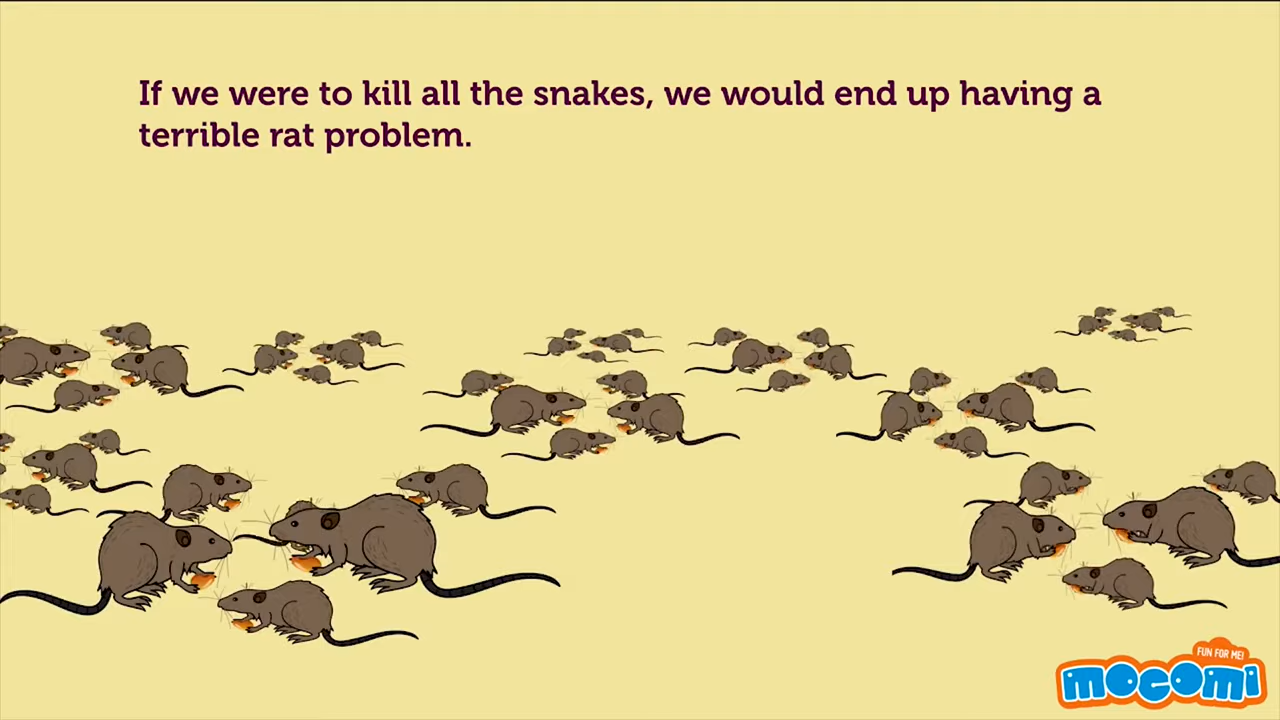 If we were to kill all the snakes, we would end up having a
terrible rat problem.
FUN FOR ME!
mocomi